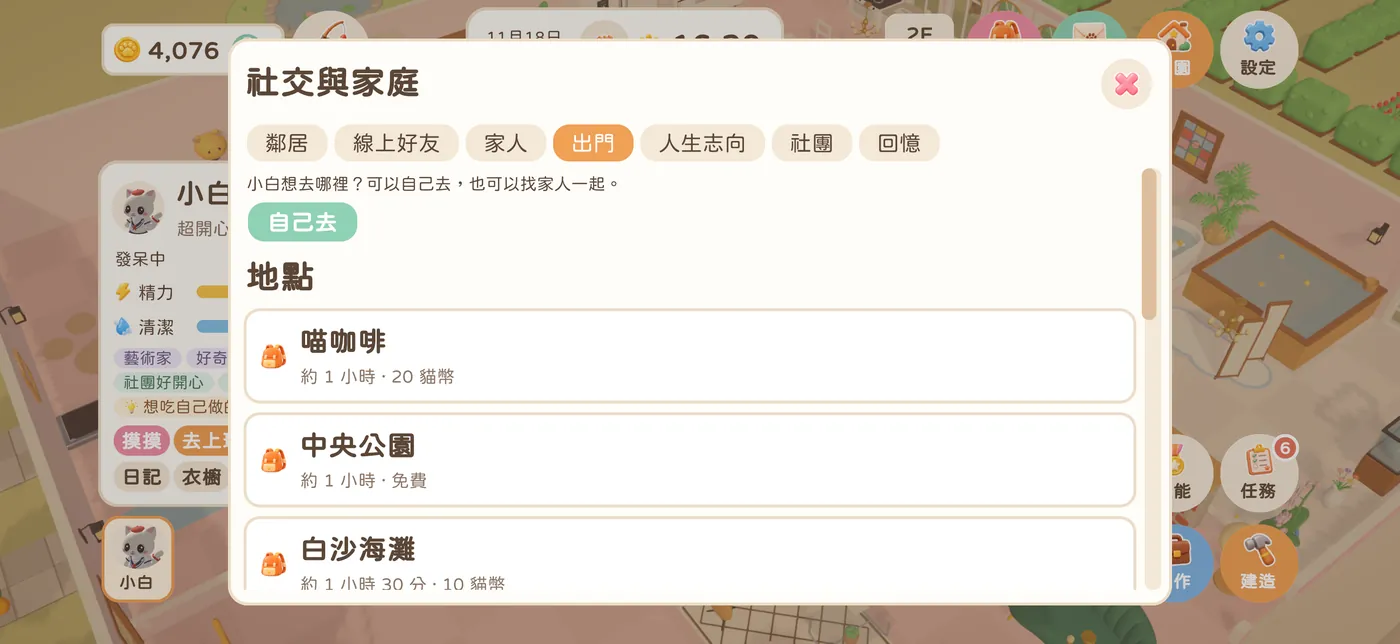 4,076
11月18日
2F
設定
社交與家庭
鄰居 線上好友 家人 出門 人生志向 社團 回憶
小白想去哪裡？可以自己去，也可以找家人一起。
自己去
地點
喵咖啡
約 1 小時 · 20 貓幣
中央公園
約 1 小時 · 免費
白沙海灘
約 1 小時 30 分 · 10 貓幣
小白
超開心
發呆中
精力
清潔
藝術家 好奇
社團好開心
想吃自己做的
摸摸 去上班
日記 衣櫥
小白
能
6
任務
作
建造